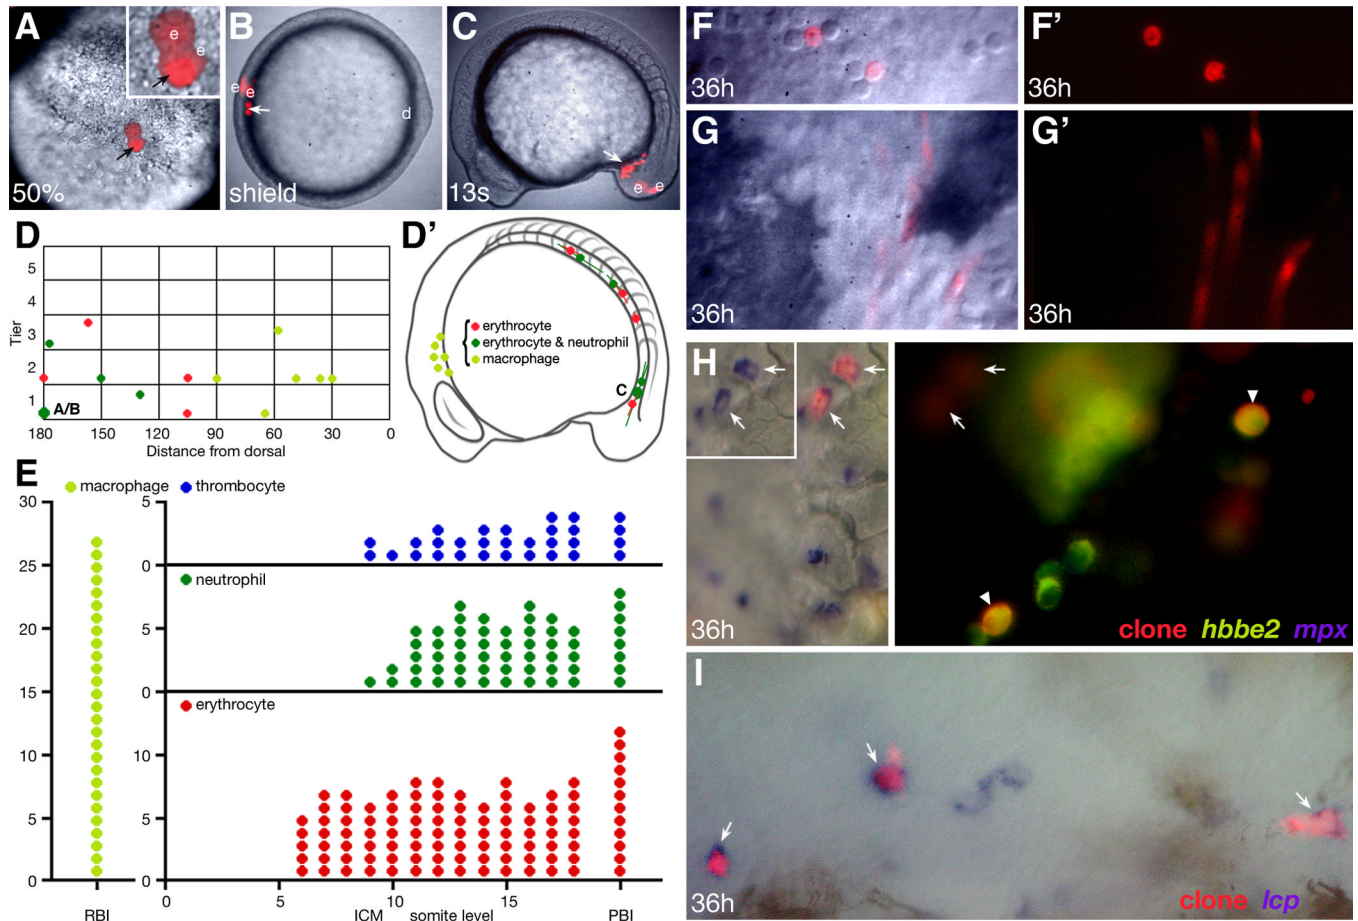 A
e
e
50%
B
e
e
d
shield
C
e
e
13s
D
Tier
5
4
3
2
1
A/B
180
150
120
90
60
30
0
Distance from dorsal
D’
erythrocyte
erythrocyte & neutrophil
macrophage
C
E
macrophage
thrombocyte
30
25
20
15
10
5
0
RBI
5
0
neutrophil
5
0
erythrocyte
10
5
0
0
5
10
15
ICM
somite level
PBI
F
36h
F’
36h
G
36h
G’
36h
H
36h
clone hbbe2 mpx
I
36h
clone lcp